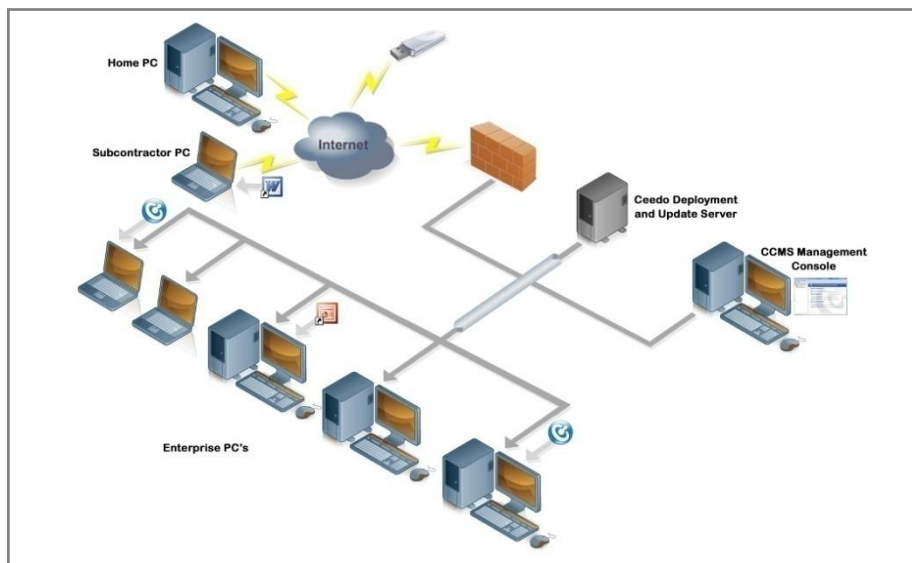 Home PC
Internet
Subcontractor PC
Ceedo Deployment
and Update Server
CCMS Management
Console
Enterprise PC's